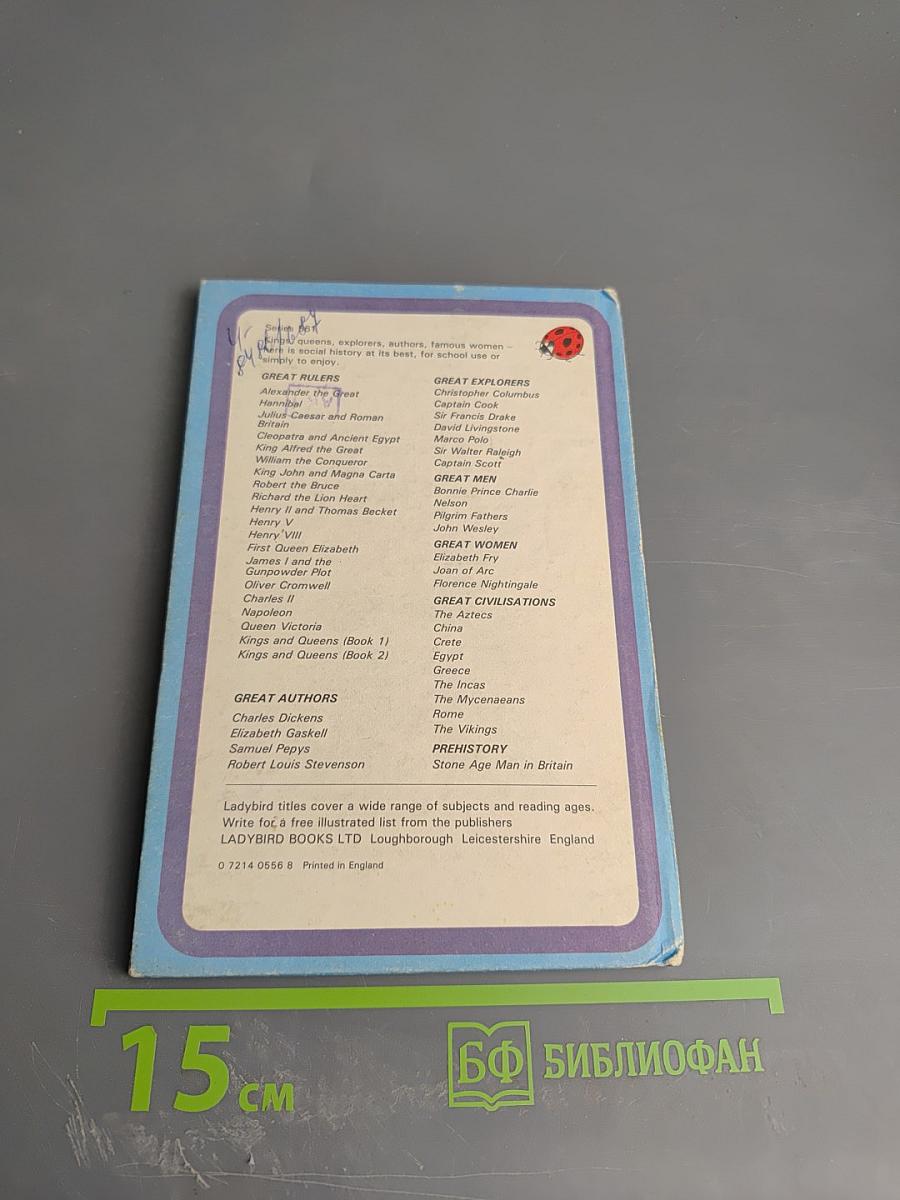 Series 561
Kings, queens, explorers, authors, famous women –
here is social history at its best, for school use or
simply to enjoy.
GREAT RULERS
Alexander the Great
Hannibal
Julius Caesar and Roman
Britain
Cleopatra and Ancient Egypt
King Alfred the Great
William the Conqueror
King John and Magna Carta
Robert the Bruce
Richard the Lion Heart
Henry II and Thomas Becket
Henry V
Henry VIII
First Queen Elizabeth
James I and the
Gunpowder Plot
Oliver Cromwell
Charles II
Napoleon
Queen Victoria
Kings and Queens (Book 1)
Kings and Queens (Book 2)
GREAT AUTHORS
Charles Dickens
Elizabeth Gaskell
Samuel Pepys
Robert Louis Stevenson
GREAT EXPLORERS
Christopher Columbus
Captain Cook
Sir Francis Drake
David Livingstone
Marco Polo
Sir Walter Raleigh
Captain Scott
GREAT MEN
Bonnie Prince Charlie
Nelson
Pilgrim Fathers
John Wesley
GREAT WOMEN
Elizabeth Fry
Joan of Arc
Florence Nightingale
GREAT CIVILISATIONS
The Aztecs
China
Crete
Egypt
Greece
The Incas
The Mycenaeans
Rome
The Vikings
PREHISTORY
Stone Age Man in Britain
Ladybird titles cover a wide range of subjects and reading ages.
Write for a free illustrated list from the publishers
LADYBIRD BOOKS LTD Loughborough Leicestershire England
0 7214 0556 8 Printed in England
15 см
БФ БИБЛИОФАН